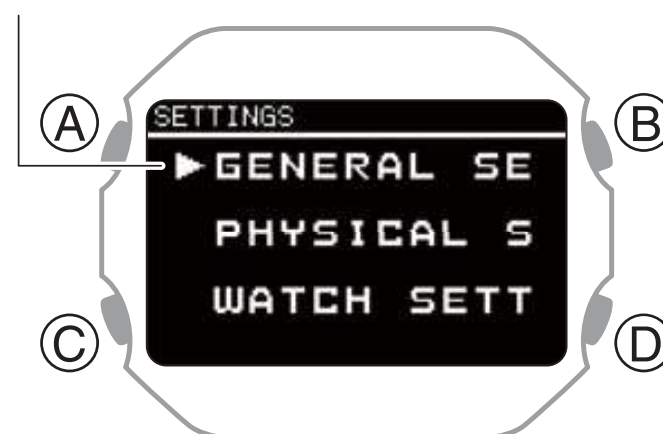 A
B
SETTINGS
▶GENERAL SE
PHYSICAL S
WATCH SETT
C
D